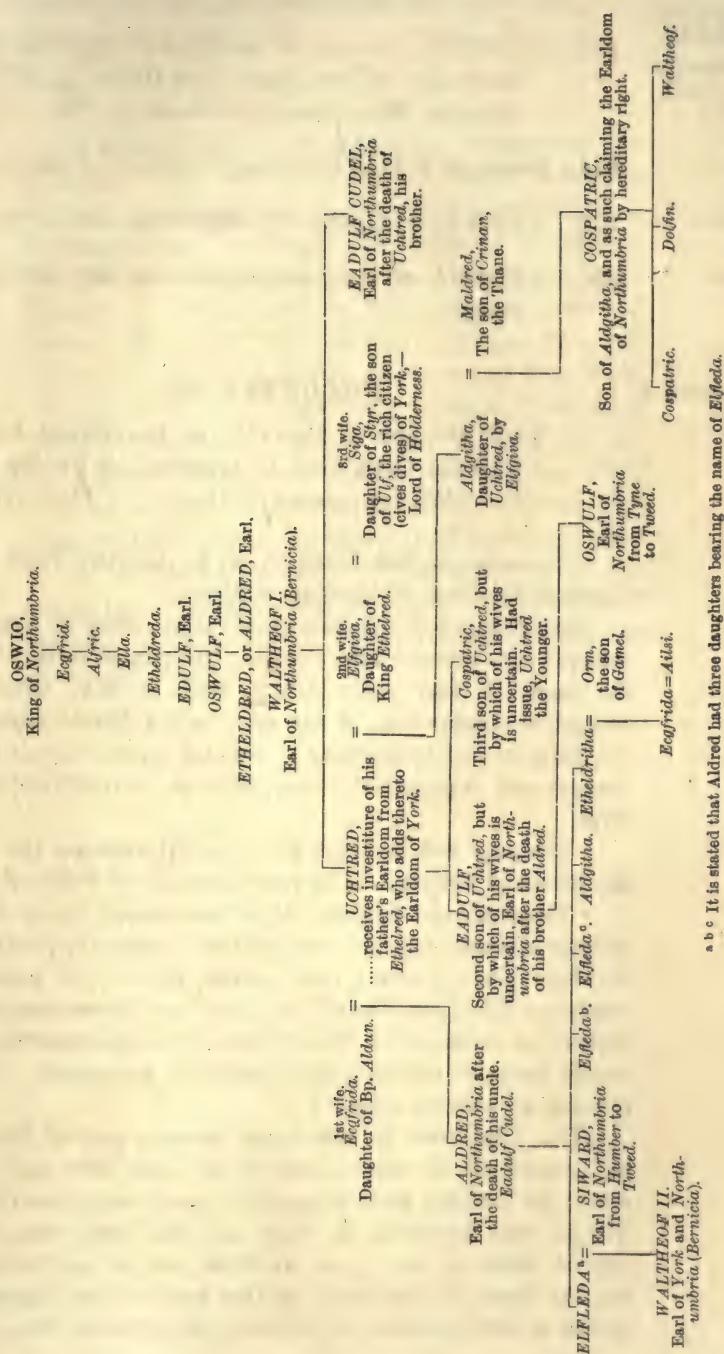 OSWIO,
King of Northumbria.
Ecgfrid.
Alfric.
Ella.
Etheldreda.
EDULF, Earl.
OSWULF, Earl.
ETHELDRED, or ALDRED, Earl.
WALTHEOF I.
Earl of Northumbria (Bernicia).
1st wife.
Ecgfrida.
Daughter of Bp. Aldun.
=
UCHTRED,
......receives investiture of his
father's Earldom from
Ethelred, who adds thereto
the Earldom of York.
=
2nd wife.
Elfgiva,
Daughter of
King Ethelred.
=
3rd wife.
Siga,
Daughter of Styr, the son
of Ulf, the rich citizen
(cives dives) of York,—
Lord of Holderness.
EADULF CUDEL,
Earl of Northumbria
after the death of
Uchtred, his
brother.
ALDRED,
Earl of Northumbria after
the death of his uncle.
Eadulf Cudel.
EADULF,
Second son of Uchtred, but
by which of his wives is
uncertain, Earl of North-
umbria after the death
of his brother Aldred.
Cospatric,
Third son of Uchtred, but
by which of his wives
is uncertain. Had
issue, Uchtred
the Younger.
Aldgitha,
Daughter of
Uchtred, by
Elfgiva.
=
Maldred,
The son of Crinan,
the Thane.
ELFLEDAa=
SIWARD,
Earl of Northumbria
from Humber to
Tweed.
Elfledab.
Elfledac.
Aldgitha.
Etheldritha=
Orm,
the son
of Gamel.
OSWULF,
Earl of
Northumbria
from Tyne
to Tweed.
COSPATRIC,
Son of Aldgitha, and as such claiming the Earldom
of Northumbria by hereditary right.
WALTHEOF II.
Earl of York and North-
umbria (Bernicia).
Ecgfrida=Ailsi.
Cospatric.
Dolfin.
Waltheof.
a b c It is stated that Aldred had three daughters bearing the name of Elfleda.